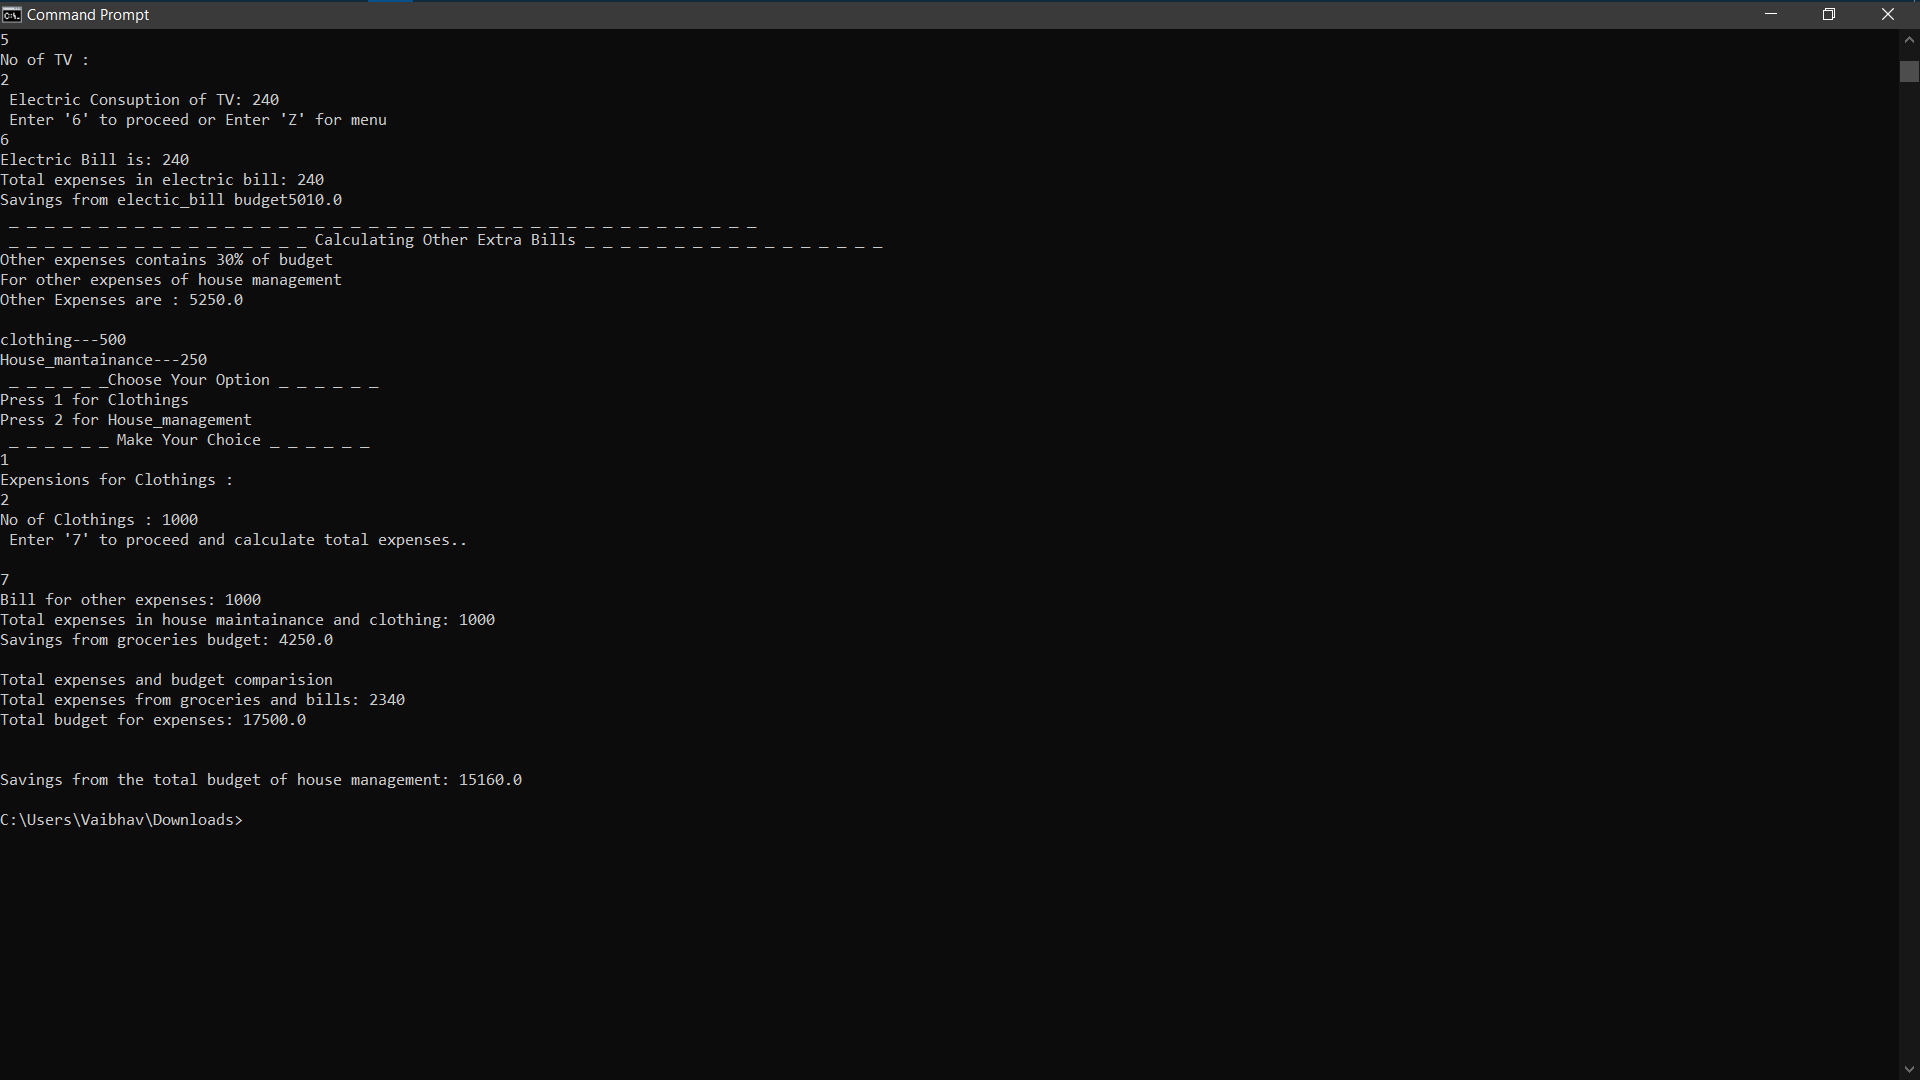 Command Prompt
5
No of TV :
2
 Electric Consuption of TV: 240
 Enter '6' to proceed or Enter 'Z' for menu
6
Electric Bill is: 240
Total expenses in electric bill: 240
Savings from electic_bill budget5010.0
 _ _ _ _ _ _ _ _ _ _ _ _ _ _ _ _ _ _ _ _ _ _ _ _ _ _ _ _ _ _ _ _ _ _ _ _ _ _ _ _ _ _
 _ _ _ _ _ _ _ _ _ _ _ _ _ _ _ _ _ Calculating Other Extra Bills _ _ _ _ _ _ _ _ _ _ _ _ _ _ _ _ _
Other expenses contains 30% of budget
For other expenses of house management
Other Expenses are : 5250.0

clothing---500
House_mantainance---250
 _ _ _ _ _ _Choose Your Option _ _ _ _ _ _
Press 1 for Clothings
Press 2 for House_management
 _ _ _ _ _ _ Make Your Choice _ _ _ _ _ _
1
Expensions for Clothings :
2
No of Clothings : 1000
 Enter '7' to proceed and calculate total expenses..

7
Bill for other expenses: 1000
Total expenses in house maintainance and clothing: 1000
Savings from groceries budget: 4250.0

Total expenses and budget comparision
Total expenses from groceries and bills: 2340
Total budget for expenses: 17500.0

Savings from the total budget of house management: 15160.0

C:\Users\Vaibhav\Downloads>